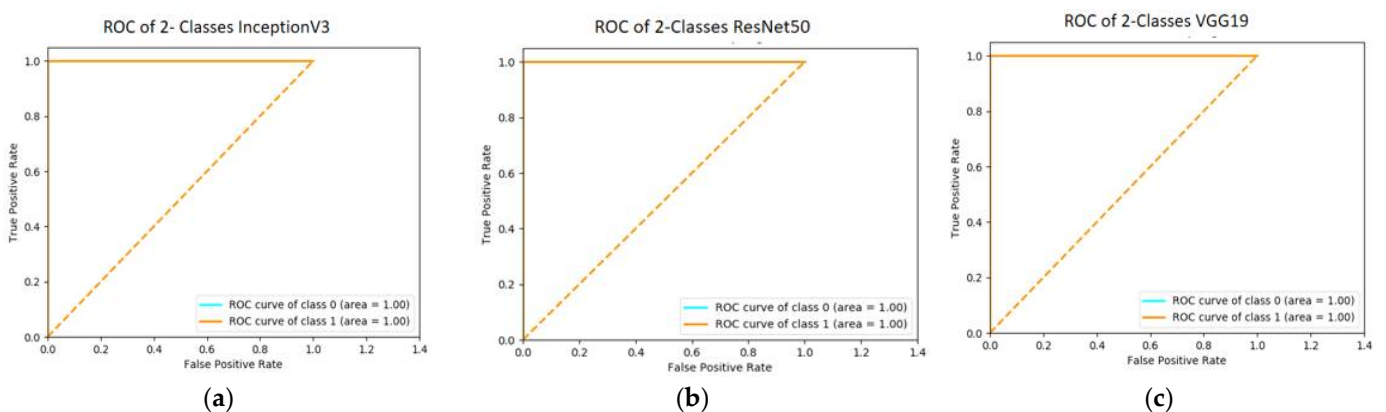 ROC of 2- Classes InceptionV3
1.0
0.8
0.6
0.4
0.2
0.0
True Positive Rate
0.0 0.2 0.4 0.6 0.8 1.0 1.2 1.4
False Positive Rate
ROC curve of class 0 (area = 1.00)
ROC curve of class 1 (area = 1.00)
(a)
ROC of 2-Classes ResNet50
1.0
0.8
0.6
0.4
0.2
0.0
True Positive Rate
0.0 0.2 0.4 0.6 0.8 1.0 1.2 1.4
False Positive Rate
ROC curve of class 0 (area = 1.00)
ROC curve of class 1 (area = 1.00)
(b)
ROC of 2-Classes VGG19
1.0
0.8
0.6
0.4
0.2
0.0
True Positive Rate
0.0 0.2 0.4 0.6 0.8 1.0 1.2 1.4
False Positive Rate
ROC curve of class 0 (area = 1.00)
ROC curve of class 1 (area = 1.00)
(c)